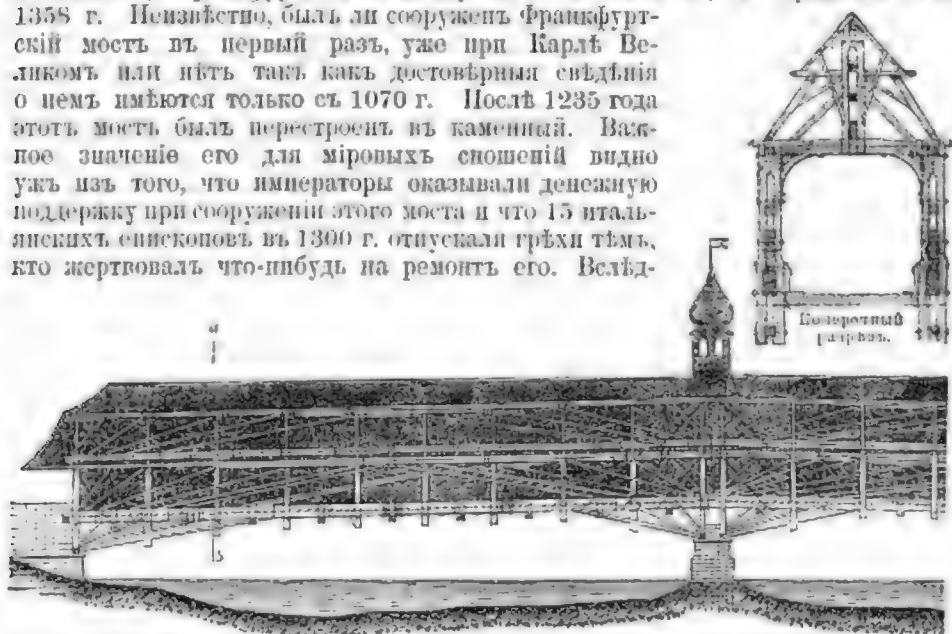 1358 г. Неизвѣстно, былъ ли сооруженъ Франкфурт-
скій мостъ въ первый разъ, уже при Карлѣ Ве-
ликомъ или нѣтъ такъ какъ достовѣрныя свѣдѣнія
о немъ имѣются только съ 1070 г. Послѣ 1235 года
этотъ мостъ былъ перестроенъ въ каменный. Важ-
ное значеніе его для міровыхъ сношеній видно
ужъ изъ того, что императоры оказывали денежную
поддержку при сооруженіи этого моста и что 15 италь-
янскихъ епископовъ въ 1300 г. отпускали грѣхи тѣмъ,
кто жертвовалъ что-нибудь на ремонтъ его. Вслѣд-
Поперечный
разрѣзъ.
a